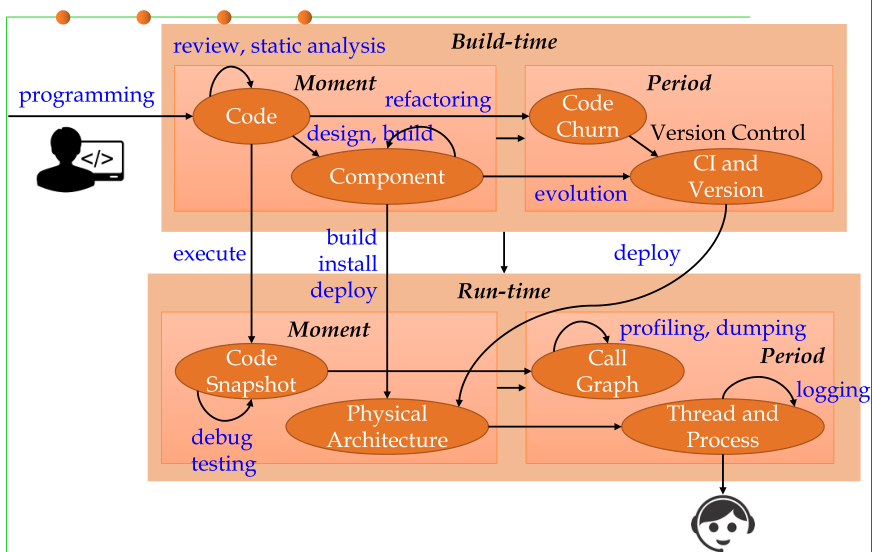 Build-time
review, static analysis
Moment
Period
programming
Code
refactoring
Code
Churn
</>
design, build
Version Control
Component
CI and
Version
evolution
execute
build
install
deploy
deploy
Run-time
Moment
profiling, dumping
Period
Code
Snapshot
Call
Graph
logging
Physical
Architecture
Thread and
Process
debug
testing